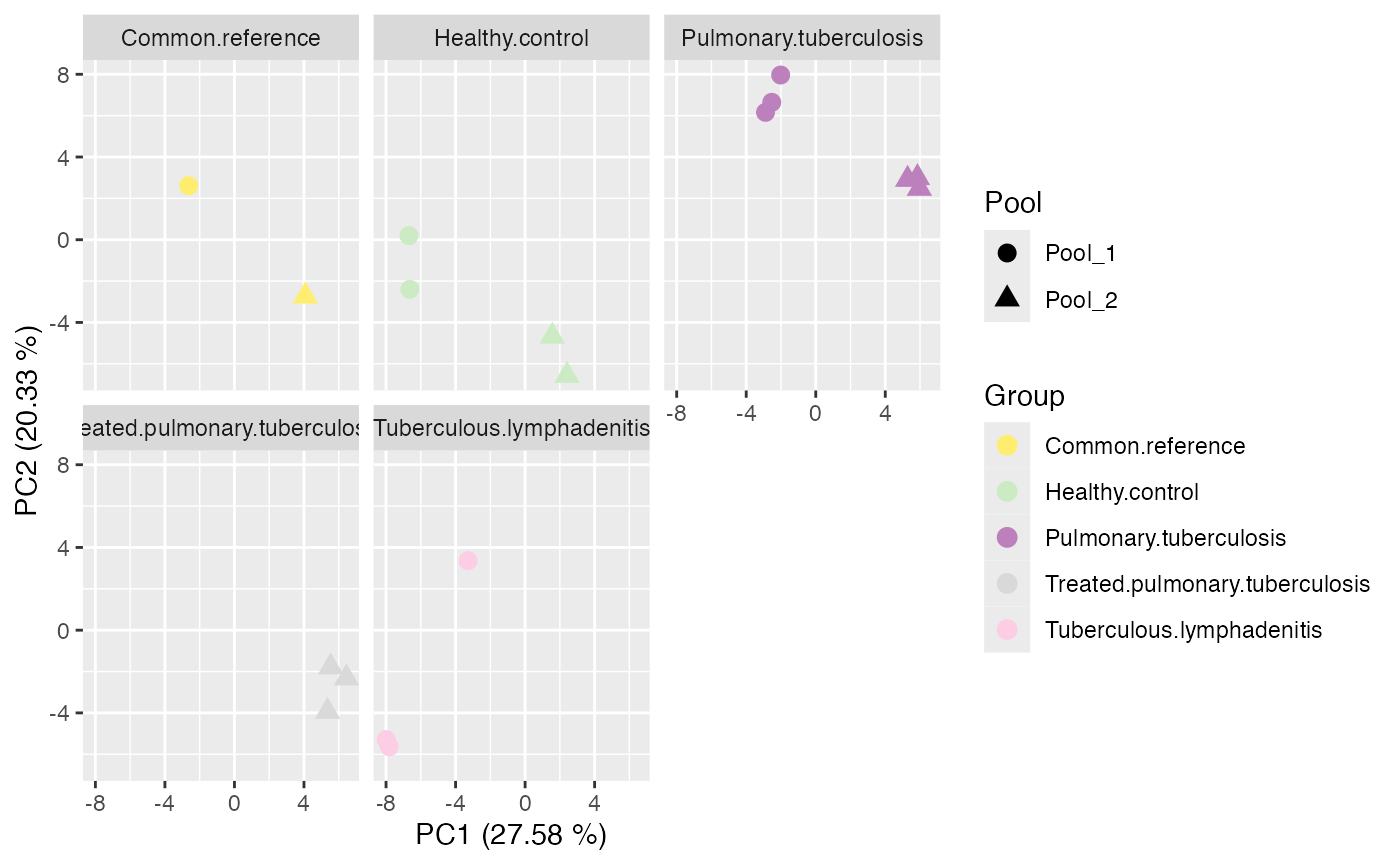 Common.reference
Healthy.control
Pulmonary.tuberculosis
8
4
0
-4
-8 -4 0 4
eated.pulmonary.tuberculos
Tuberculous.lymphadenitis
8
4
0
-4
-8 -4 0 4
-8 -4 0 4
PC1 (27.58 %)
PC2 (20.33 %)
Pool
Pool_1
Pool_2
Group
Common.reference
Healthy.control
Pulmonary.tuberculosis
Treated.pulmonary.tuberculosis
Tuberculous.lymphadenitis